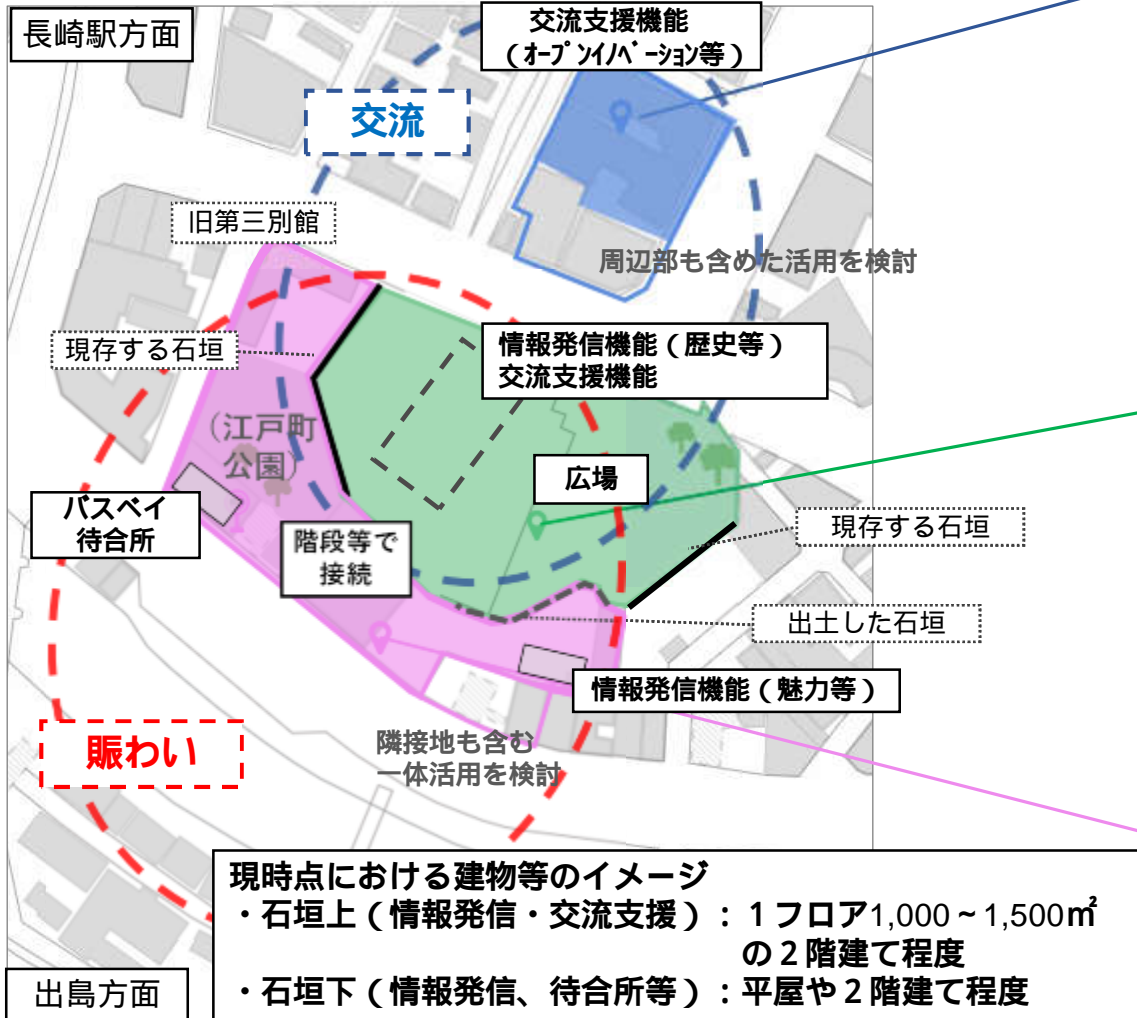 長崎駅方面
交流支援機能
（ｵｰﾌﾟﾝｲﾉﾍﾞｰｼｮﾝ等）
交流
旧第三別館
周辺部も含めた活用を検討
現存する石垣
情報発信機能（歴史等）
交流支援機能
（江戸町
公園）
広場
バスベイ
待合所
階段等で
接続
現存する石垣
出土した石垣
情報発信機能（魅力等）
賑わい
隣接地も含む
一体活用を検討
現時点における建物等のイメージ
・石垣上（情報発信・交流支援）：１フロア1,000～1,500㎡
の２階建て程度
・石垣下（情報発信、待合所等）：平屋や２階建て程度
出島方面